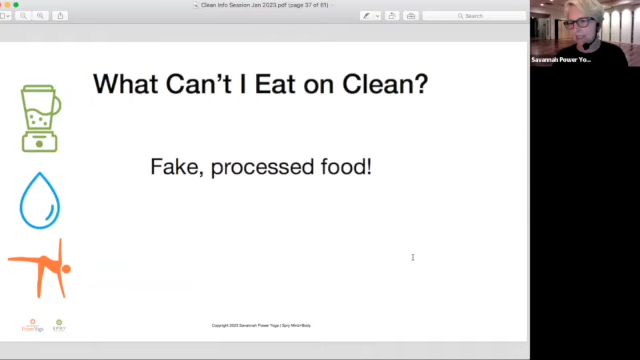 Clean Info Session Jan 2023.pdf (page 37 of 61)
Search
Savannah Power Yo...
What Can't I Eat on Clean?
Fake, processed food!
Copyright 2023 Savannah Power Yoga | Spry Mind+Body